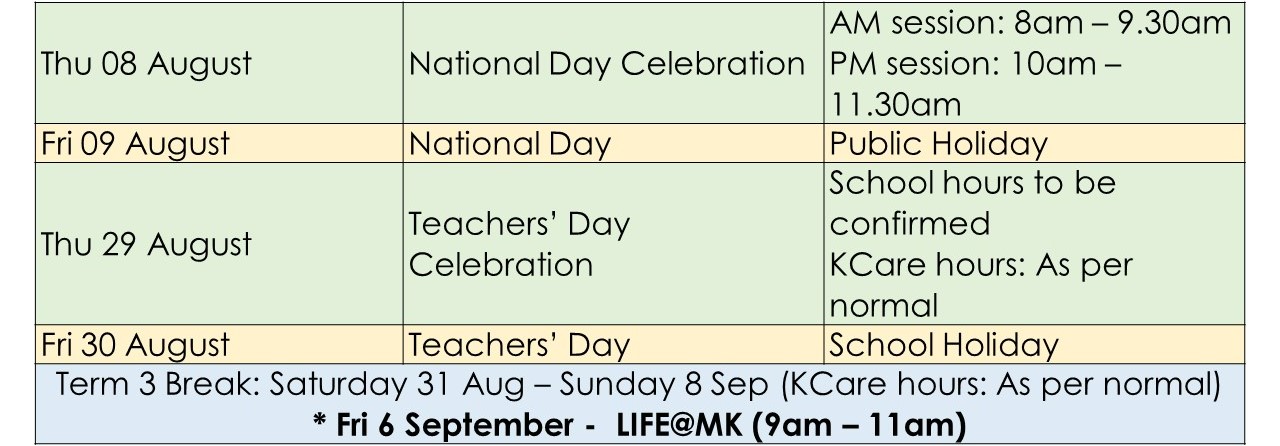 Thu 08 August
National Day Celebration
AM session: 8am – 9.30am
PM session: 10am –
11.30am
Fri 09 August
National Day
Public Holiday
Thu 29 August
Teachers’ Day
Celebration
School hours to be
confirmed
KCare hours: As per
normal
Fri 30 August
Teachers’ Day
School Holiday
Term 3 Break: Saturday 31 Aug – Sunday 8 Sep (KCare hours: As per normal)
* Fri 6 September - LIFE@MK (9am – 11am)